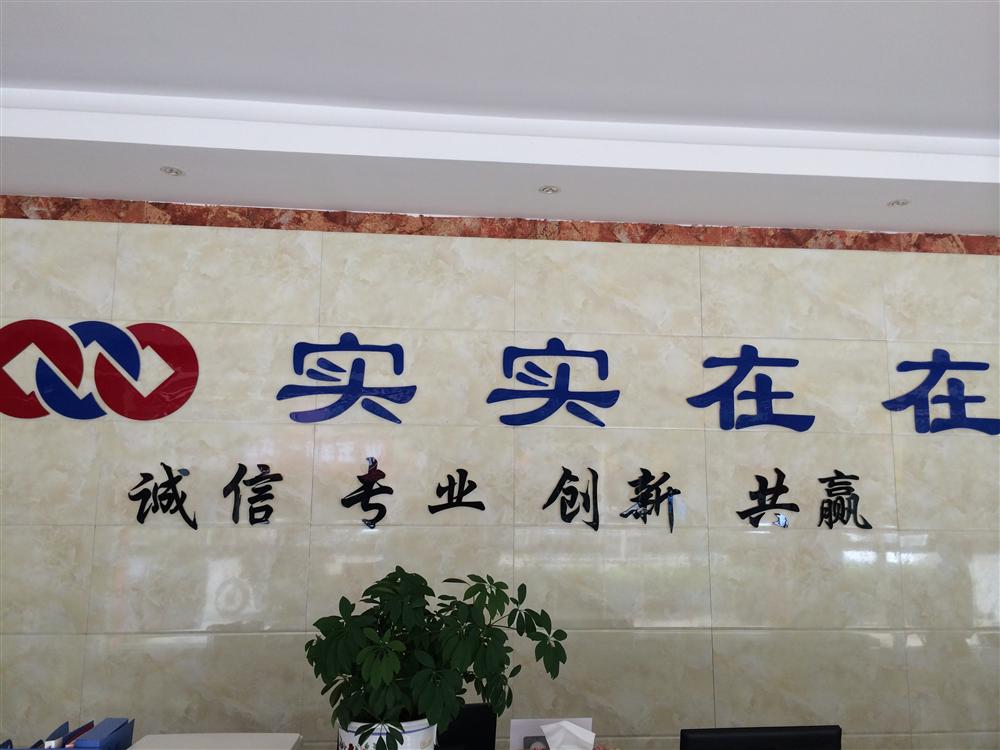 实实在在
诚信 专业 创新 共赢